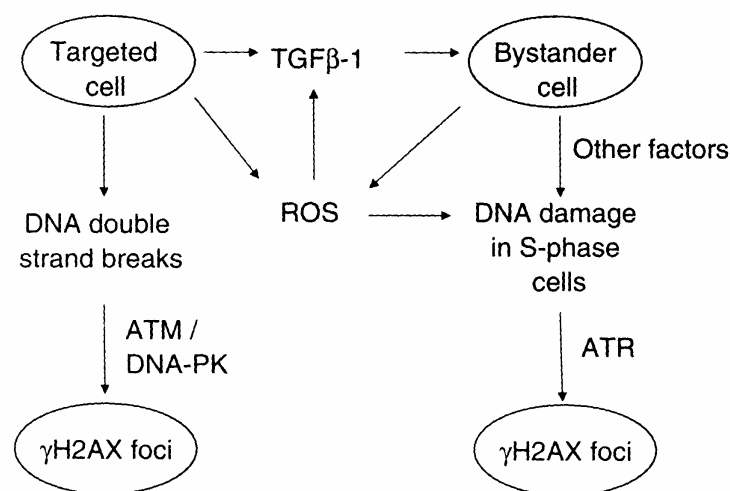 Targeted
cell
TGFβ-1
Bystander
cell
Other factors
ROS
DNA double
strand breaks
DNA damage
in S-phase
cells
ATM /
DNA-PK
ATR
γH2AX foci
γH2AX foci